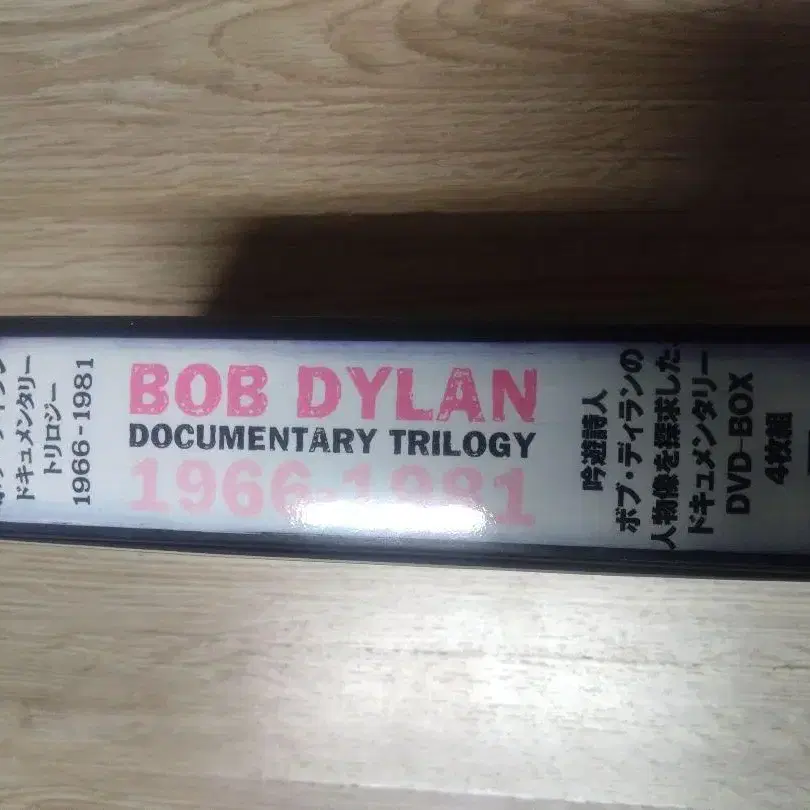 ドキュメンタリー
トリロジー
1966-1981
BOB DYLAN
DOCUMENTARY TRILOGY
1966-1981
吟遊詩人
ボブ・ディランの
人物像を探求した、
ドキュメンタリー
DVD-BOX
4枚組